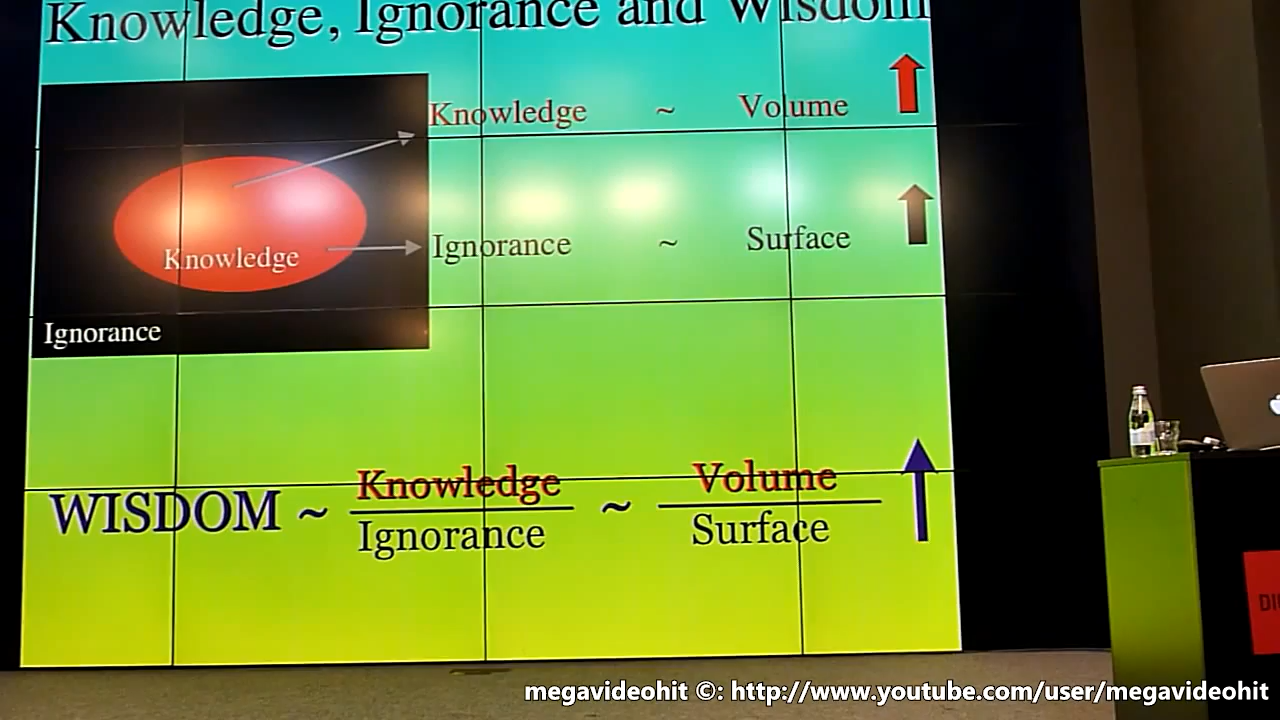 Knowledge, Ignorance and Wisdom
Knowledge ~ Volume
Knowledge
Ignorance ~ Surface
Ignorance
WISDOM ~ Knowledge / Ignorance ~ Volume / Surface
megavideohit ©: http://www.youtube.com/user/megavideohit